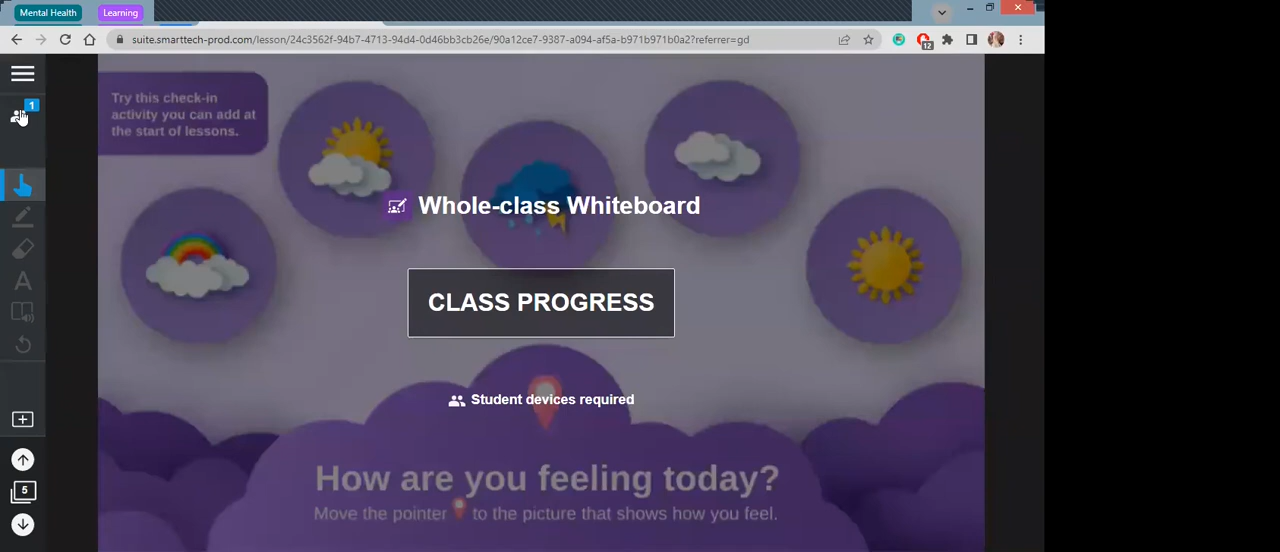 Mental Health
Learning
suite.smarttech-prod.com/lesson/24c3562f-94b7-4713-94d4-0d46bb3cb26e/90a12ce7-9387-a094-af5a-b971b971b0a2?referrer=gd
12
1
Try this check-in
activity you can add at
the start of lessons.
Whole-class Whiteboard
CLASS PROGRESS
Student devices required
How are you feeling today?
Move the pointer to the picture that shows how you feel.
A
5